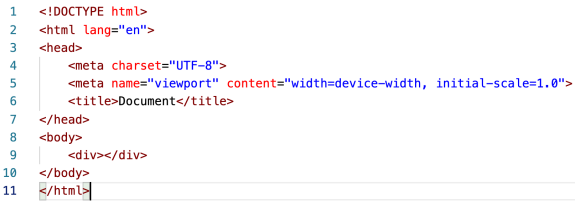 1 <!DOCTYPE html>
2 <html lang="en">
3 <head>
4     <meta charset="UTF-8">
5     <meta name="viewport" content="width=device-width, initial-scale=1.0">
6     <title>Document</title>
7 </head>
8 <body>
9     <div></div>
10 </body>
11 </html>